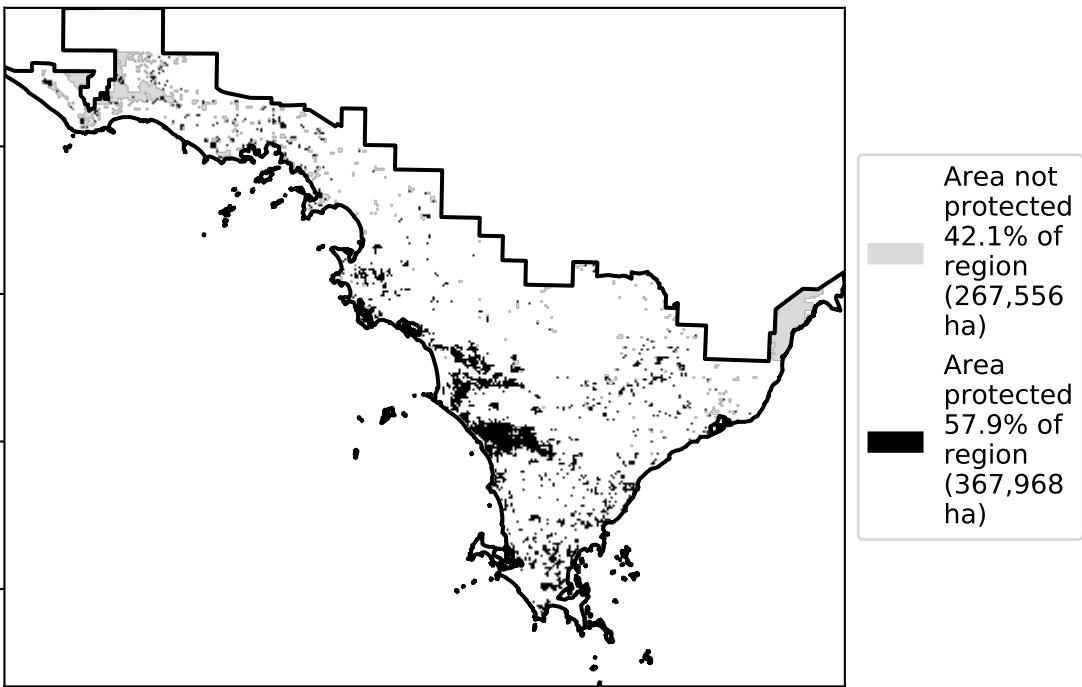 Area not
protected
42.1% of
region
(267,556
ha)
Area
protected
57.9% of
region
(367,968
ha)